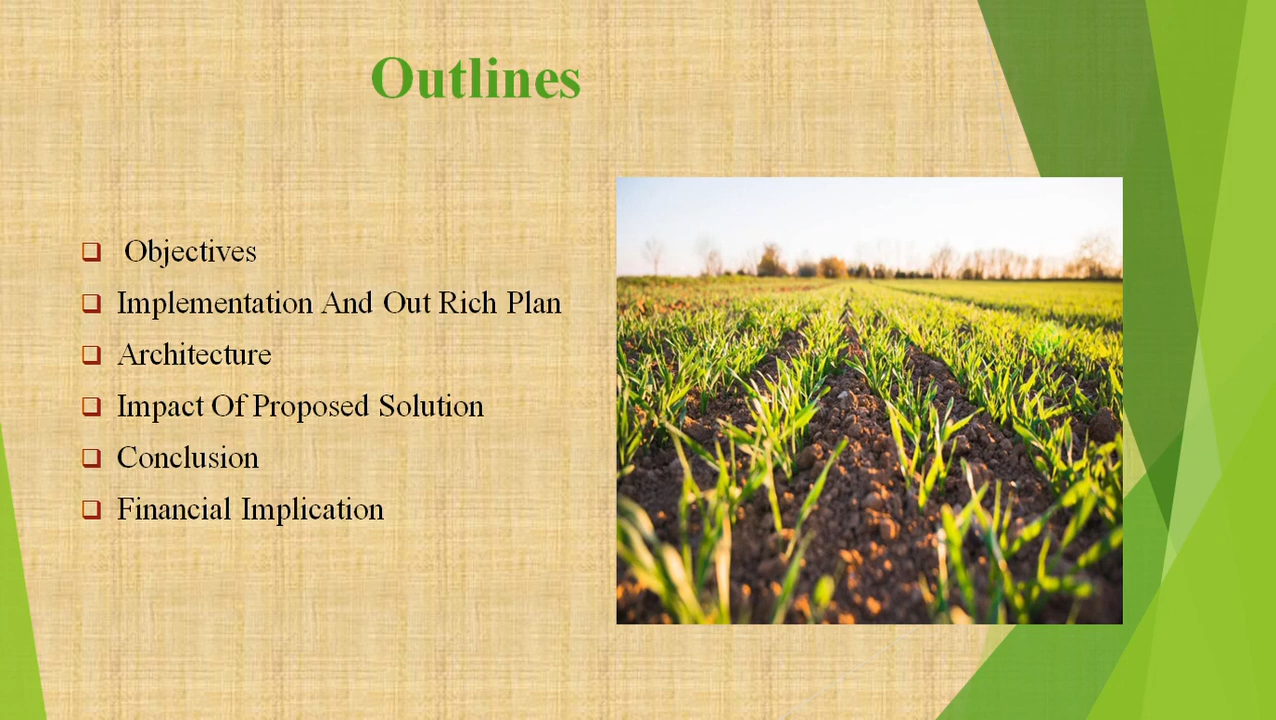 Outlines
Objectives
Implementation And Out Rich Plan
Architecture
Impact Of Proposed Solution
Conclusion
Financial Implication